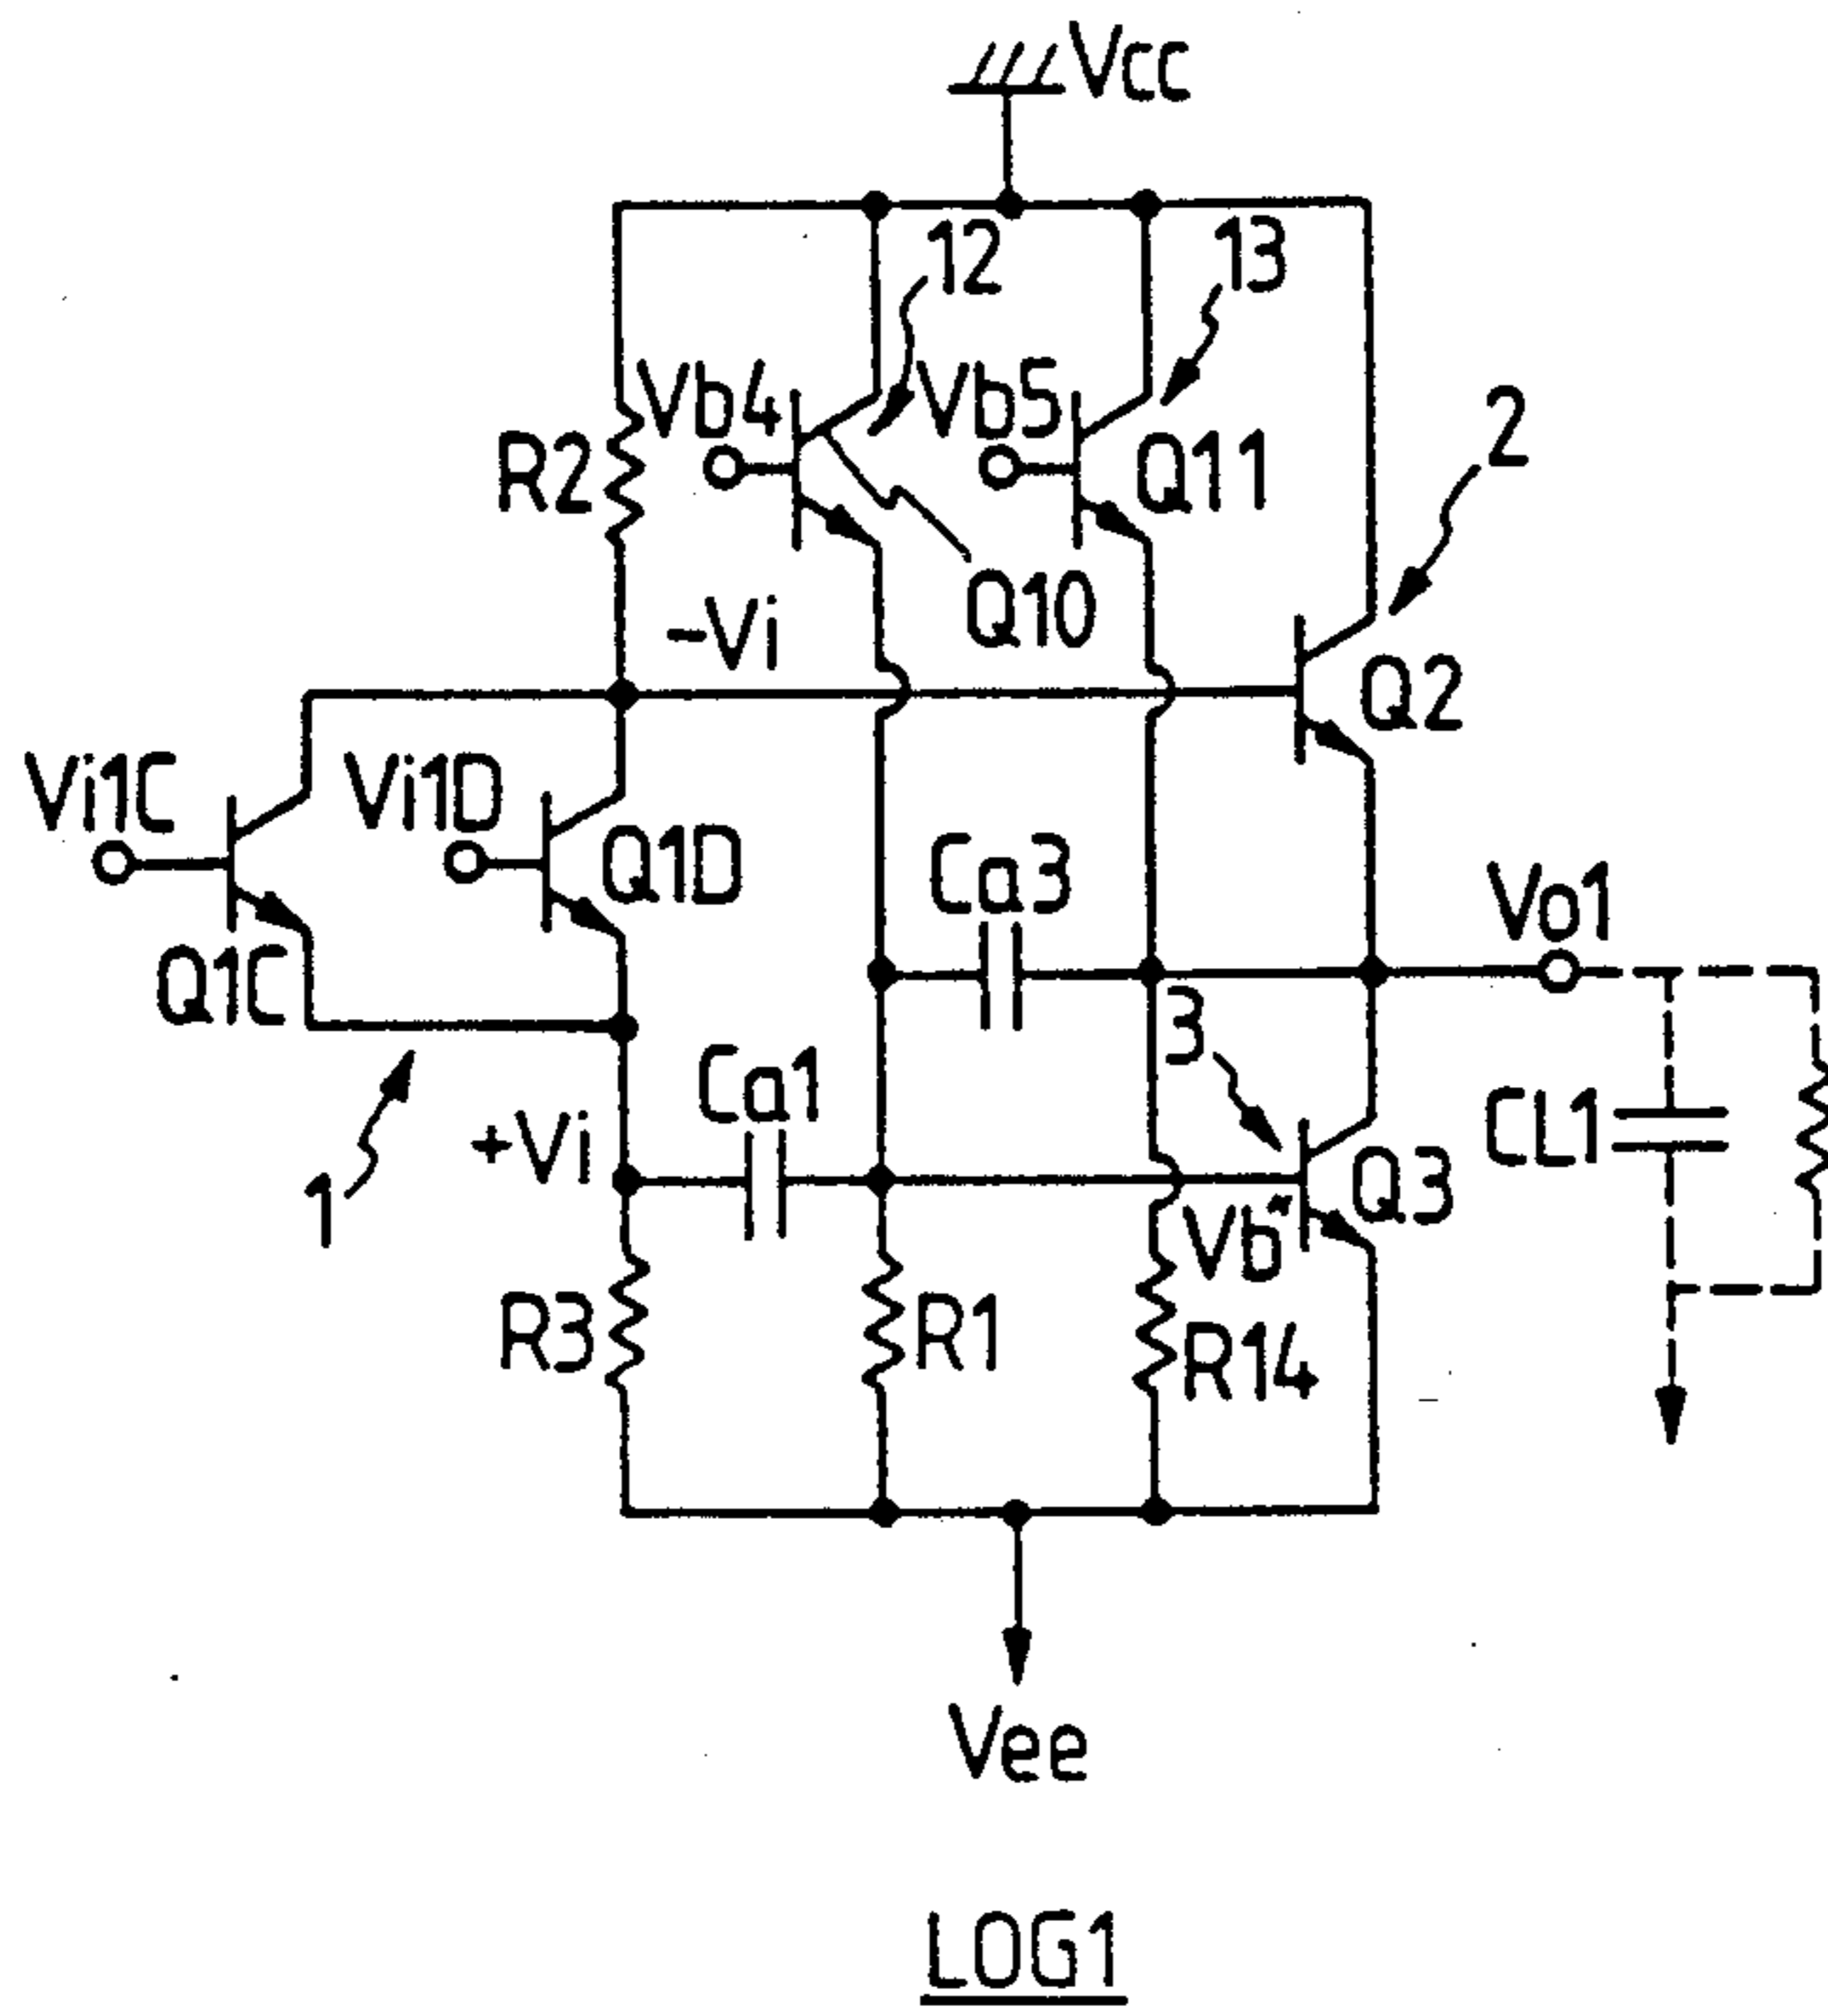 Vcc
12
13
Vb4
Vb5
2
R2
Q11
Q10
-Vi
Q2
Vi1C
Vi1D
Q1D
Ca3
Vo1
Q1C
3
Ca1
CL1
+Vi
1
Q3
Vb1
R3
R1
R14
Vee
LOG1